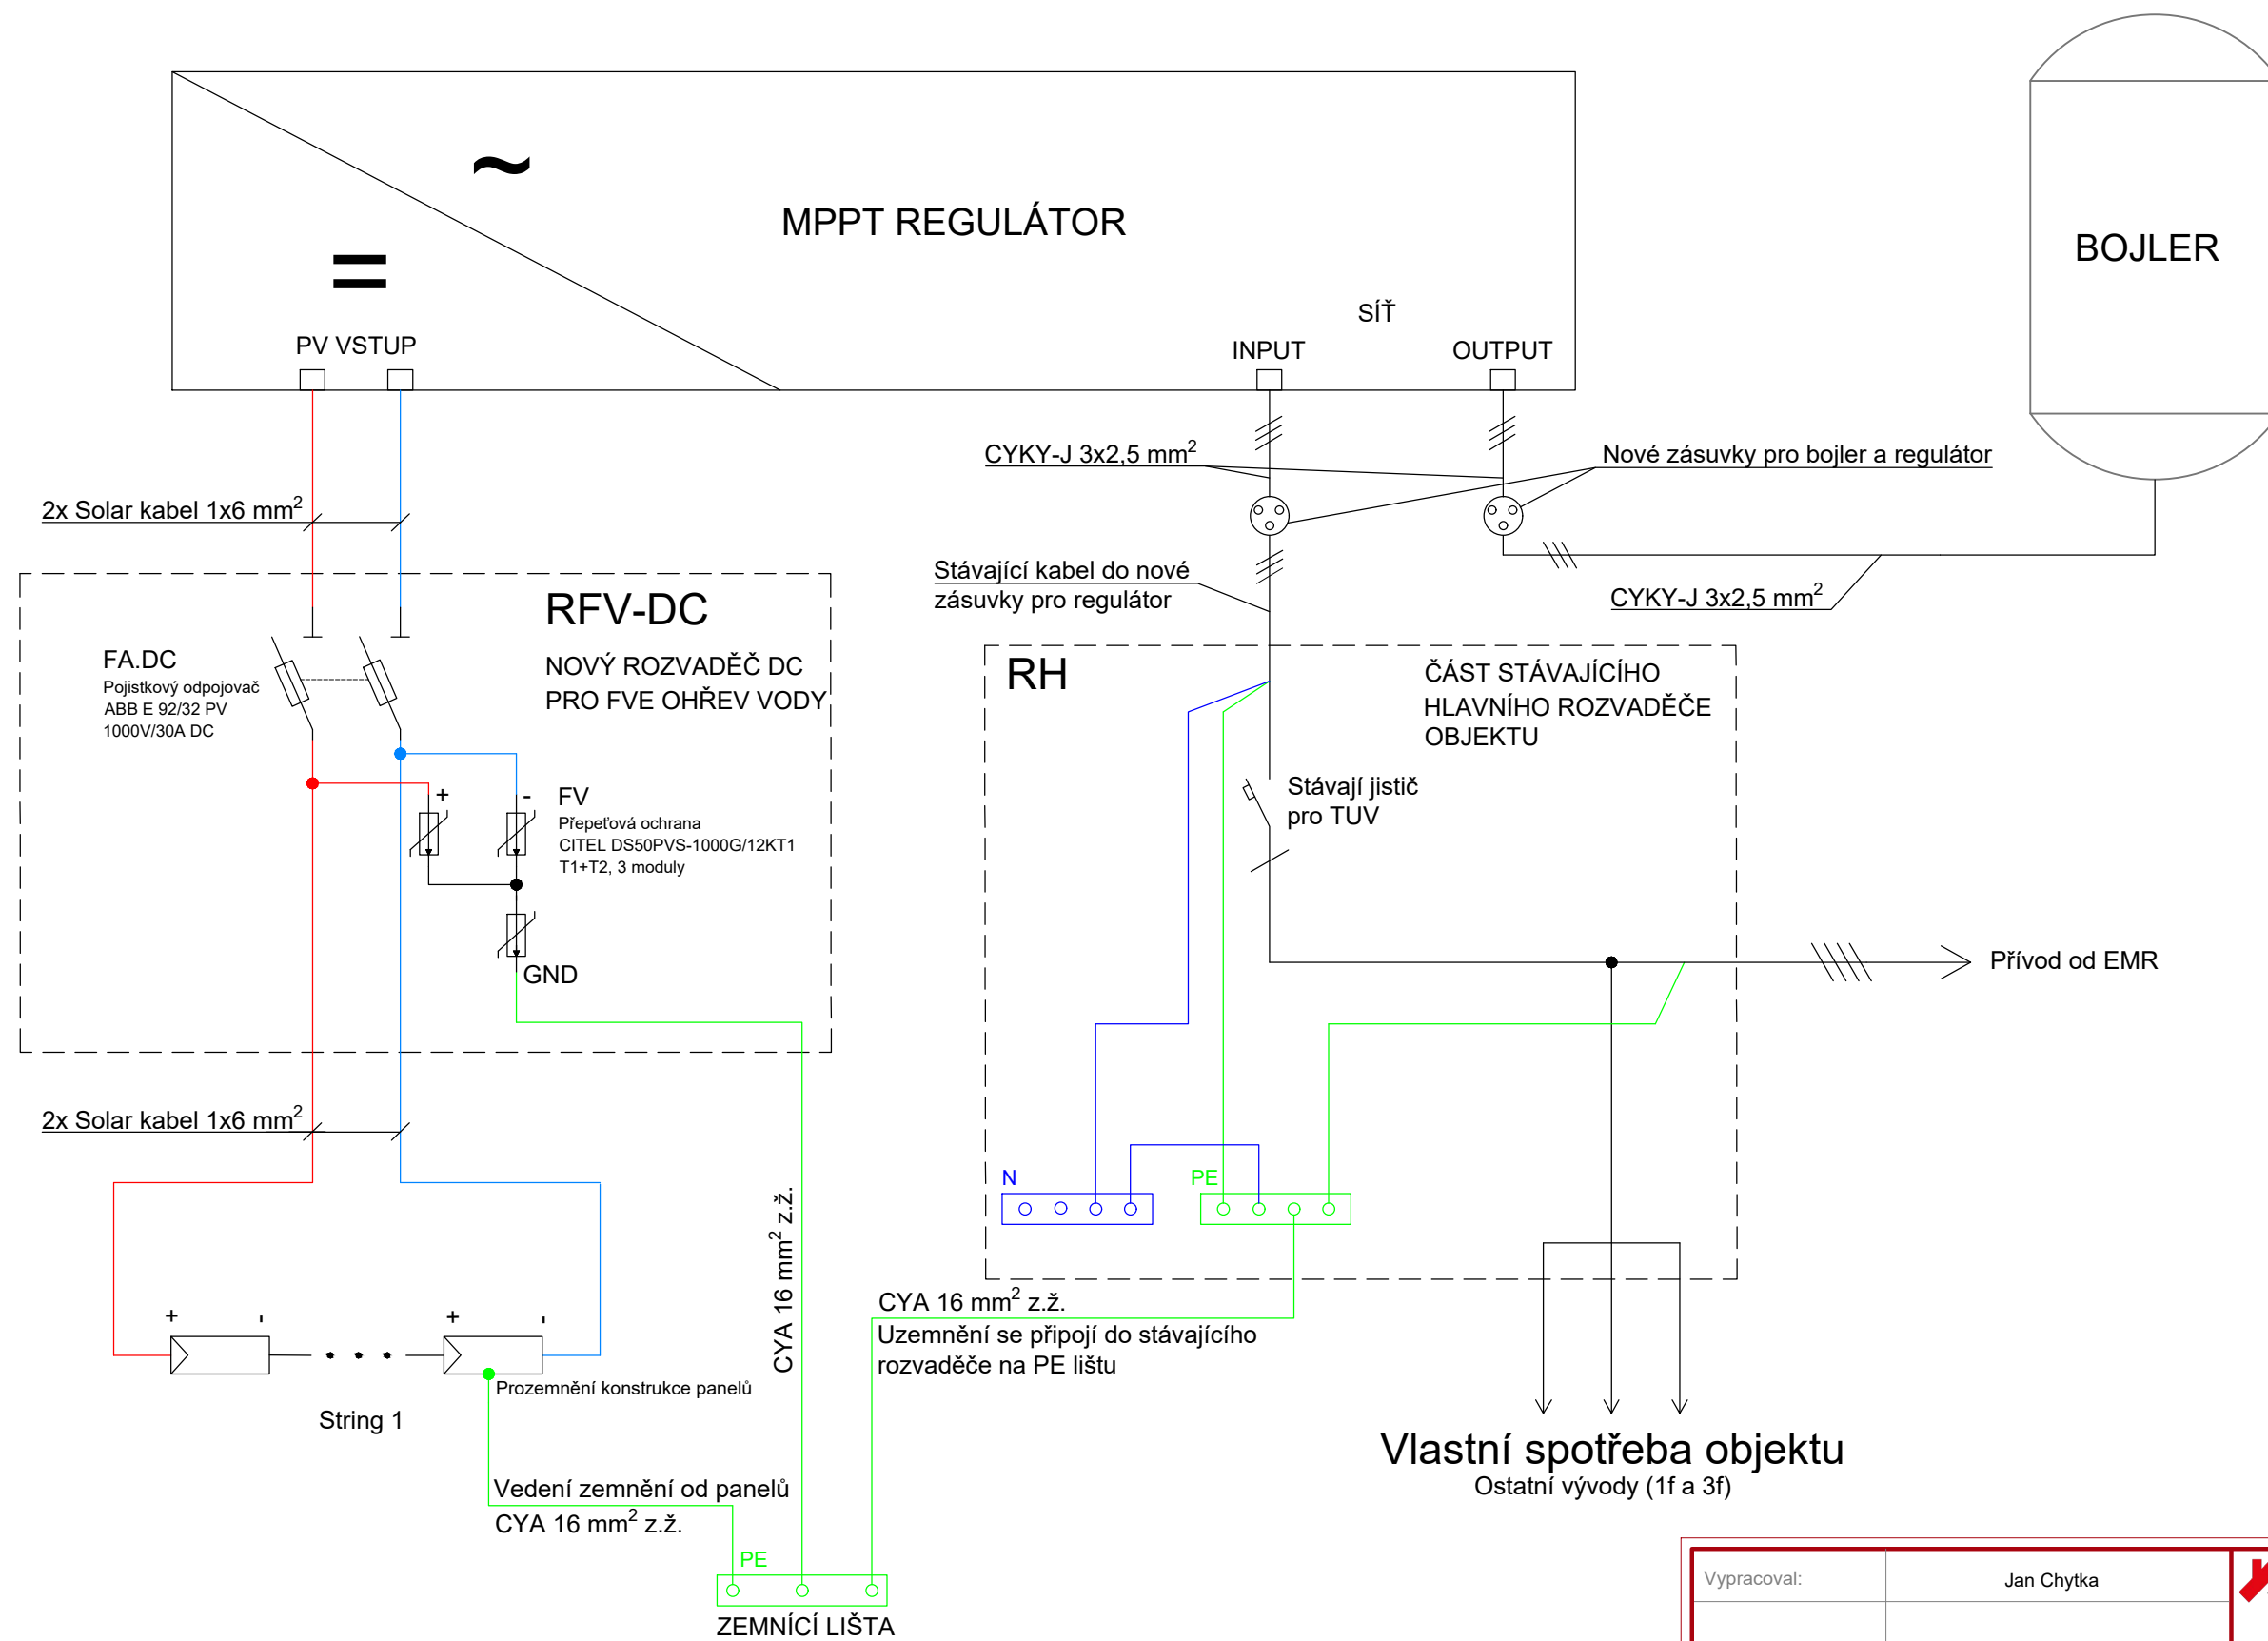 ~
MPPT REGULÁTOR
=
SÍŤ
PV VSTUP
INPUT
OUTPUT
BOJLER
CYKY-J 3x2,5 mm²
Nové zásuvky pro bojler a regulátor
2x Solar kabel 1x6 mm²
Stávající kabel do nové
zásuvky pro regulátor
CYKY-J 3x2,5 mm²
RFV-DC
NOVÝ ROZVADĚČ DC
PRO FVE OHŘEV VODY
FA.DC
Pojistkový odpojovač
ABB E 92/32 PV
1000V/30A DC
+
-
FV
Přepeťová ochrana
CITEL DS50PVS-1000G/12KT1
T1+T2, 3 moduly
GND
RH
ČÁST STÁVAJÍCÍHO
HLAVNÍHO ROZVADĚČE
OBJEKTU
Stávají jistič
pro TUV
Přívod od EMR
2x Solar kabel 1x6 mm²
N
PE
CYA 16 mm² z.ž.
CYA 16 mm² z.ž.
Uzemnění se připojí do stávajícího
rozvaděče na PE lištu
+ - + -
Prozemnění konstrukce panelů
String 1
Vlastní spotřeba objektu
Ostatní vývody (1f a 3f)
Vedení zemnění od panelů
CYA 16 mm² z.ž.
PE
ZEMNÍCÍ LIŠTA
Vypracoval:
Jan Chytka